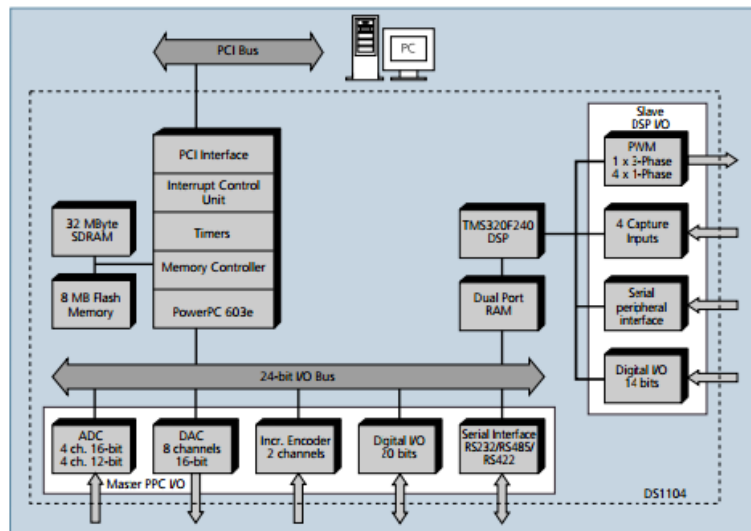 PCI Bus
PC
PCI Interface
Interrupt Control
Unit
Timers
Memory Controller
PowerPC 603e
32 MByte
SDRAM
8 MB Flash
Memory
TMS320F240
DSP
Dual Port
RAM
Slave
DSP I/O
PWM
1 x 3-Phase
4 x 1-Phase
4 Capture
Inputs
Serial
peripheral
interface
Digital I/O
14 bits
24-bit I/O Bus
ADC
4 ch. 16-bit
4 ch. 12-bit
DAC
8 channels
16-bit
Incr. Encoder
2 channels
Digital I/O
20 bits
Serial Interface
RS232/RS485/
RS422
Master PPC I/O
DS1104